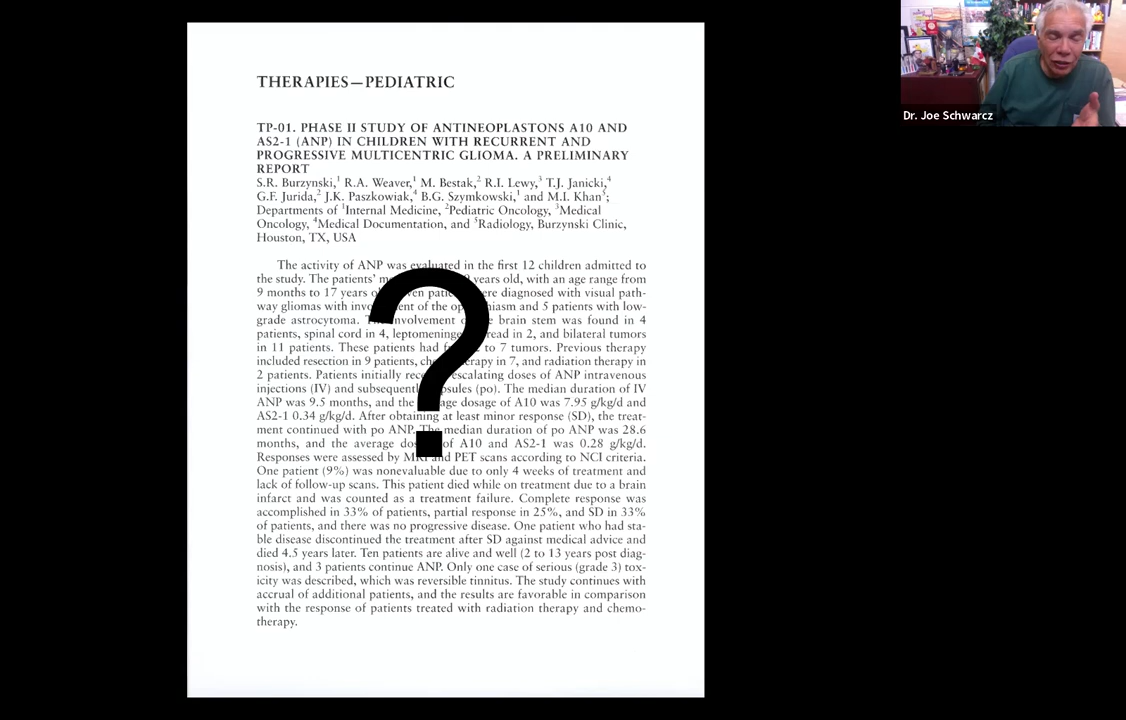 THERAPIES—PEDIATRIC
TP-01. PHASE II STUDY OF ANTINEOPLASTONS A10 AND
AS2-1 (ANP) IN CHILDREN WITH RECURRENT AND
PROGRESSIVE MULTICENTRIC GLIOMA. A PRELIMINARY
REPORT
S.R. Burzynski,1 R.A. Weaver,1 M. Bestak,2 R.I. Lewy,3 T.J. Janicki,4
G.F. Jurida,2 J.K. Paszkowiak,4 B.G. Szymkowski,1 and M.I. Khan5;
Departments of 1Internal Medicine, 2Pediatric Oncology, 3Medical
Oncology, 4Medical Documentation, and 5Radiology, Burzynski Clinic,
Houston, TX, USA
The activity of ANP was evaluated in the first 12 children admitted to
the study. The patients' years old, with an age range from
9 months to 17 years were diagnosed with visual path-
way gliomas with of the and 5 patients with low-
grade astrocytoma. involvement brain stem was found in 4
patients, spinal cord in 4, in 2, and bilateral tumors
in 11 patients. These patients had to 7 tumors. Previous therapy
included resection in 9 patients, in 7, and radiation therapy in
2 patients. Patients initially escalating doses of ANP intravenous
injections (IV) and (po). The median duration of IV
ANP was 9.5 months, and the dosage of A10 was 7.95 g/kg/d and
AS2-1 0.34 g/kg/d. After obtaining at least minor response (SD), the treat-
ment continued with po ANP. The median duration of po ANP was 28.6
months, and the average of A10 and AS2-1 was 0.28 g/kg/d.
Responses were assessed by MRI and PET scans according to NCI criteria.
One patient (9%) was nonevaluable due to only 4 weeks of treatment and
lack of follow-up scans. This patient died while on treatment due to a brain
infarct and was counted as a treatment failure. Complete response was
accomplished in 33% of patients, partial response in 25%, and SD in 33%
of patients, and there was no progressive disease. One patient who had sta-
ble disease discontinued the treatment after SD against medical advice and
died 4.5 years later. Ten patients are alive and well (2 to 13 years post diag-
nosis), and 3 patients continue ANP. Only one case of serious (grade 3) tox-
icity was described, which was reversible tinnitus. The study continues with
accrual of additional patients, and the results are favorable in comparison
with the response of patients treated with radiation therapy and chemo-
therapy.
?
Dr. Joe Schwarcz